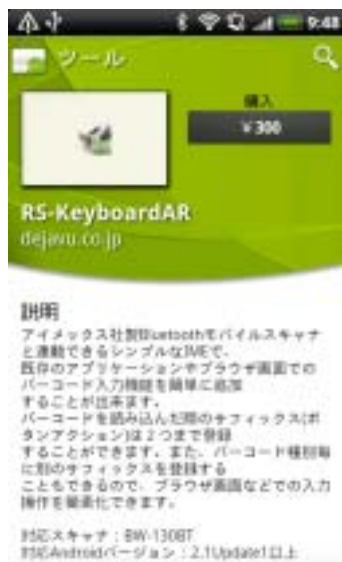 9:48
ツール
購入
¥300
RS-KeyboardAR
dejavu.co.jp
説明
アイメックス社製Bluetoothモバイルスキャナ
と連動できるシンプルなIMEで、
既存のアプリケーションやブラウザ画面での
バーコード入力機能を簡単に追加
することが出来ます。
バーコードを読み込んだ際のサフィックス(ボ
タンアクション)は2つまで登録
することができます。また、バーコード種別毎
に別のサフィックスを登録する
こともできるので、ブラウザ画面などでの入力
操作を簡素化できます。
対応スキャナ：BW-130BT
対応Androidバージョン：2.1Update1以上